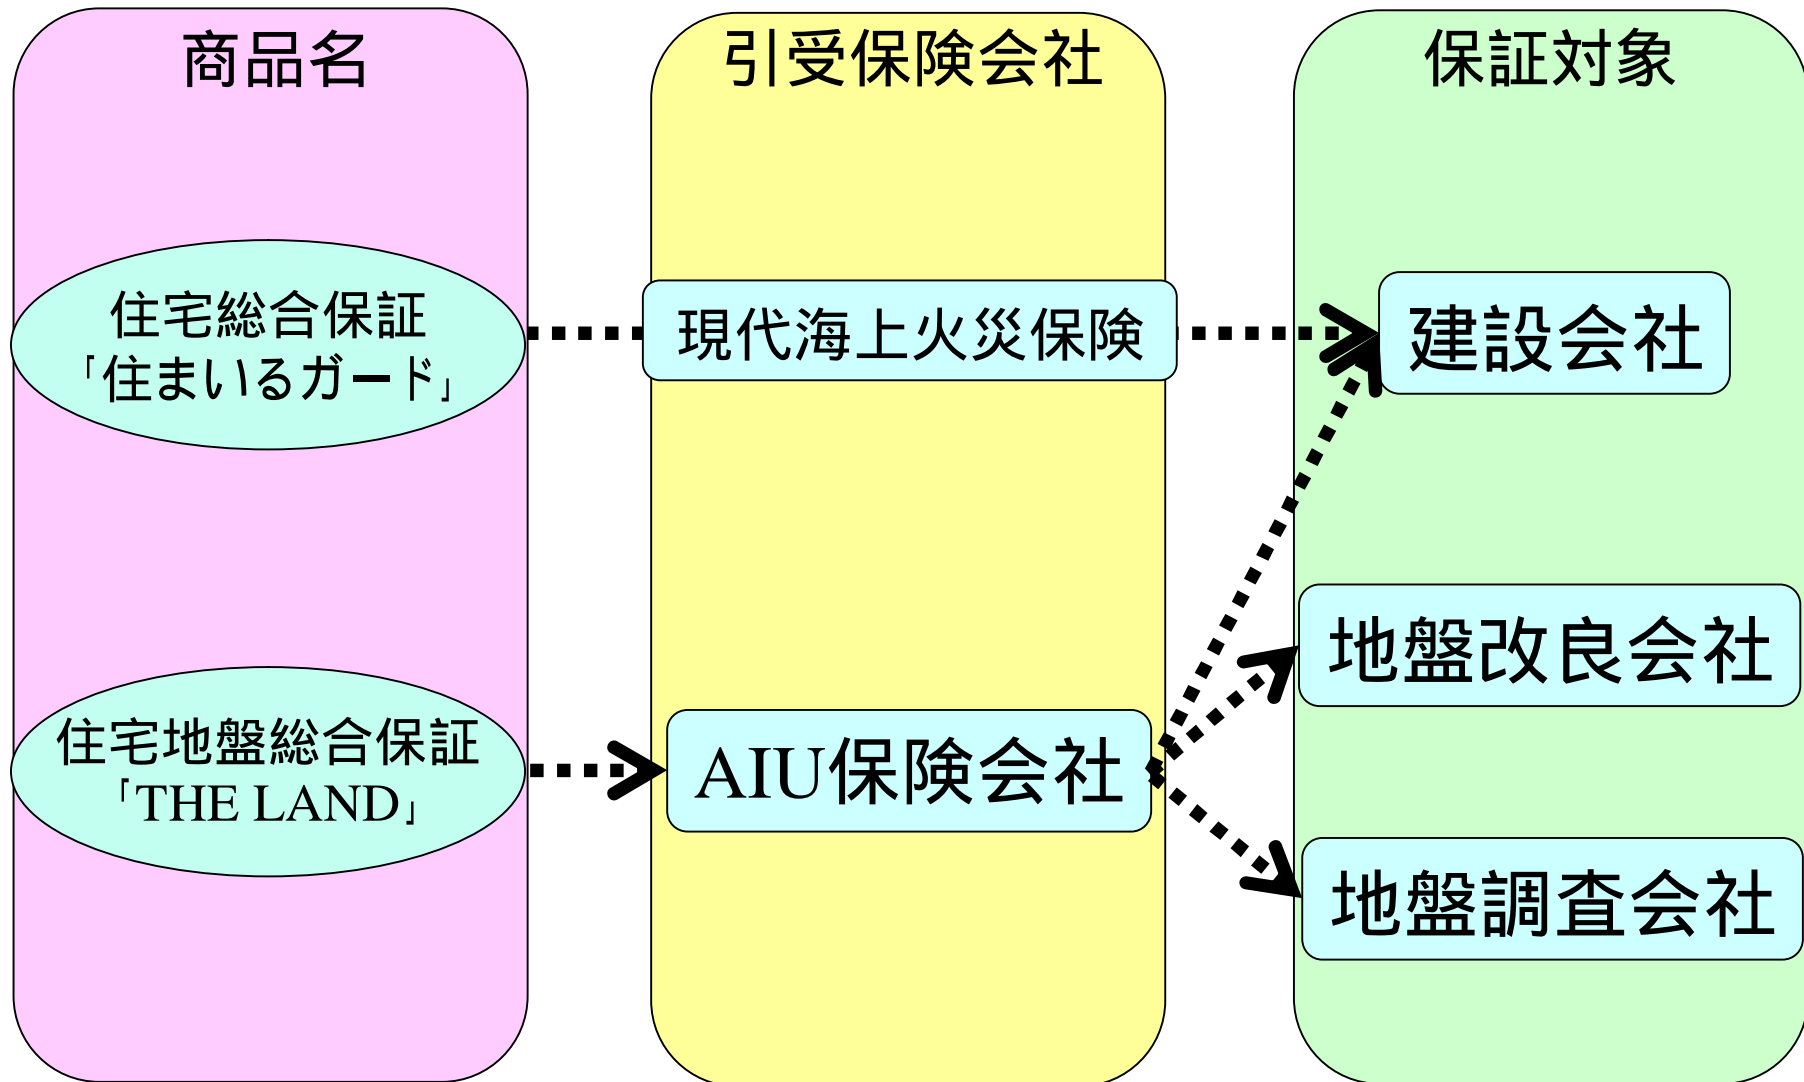 商品名
引受保険会社
保証対象
住宅総合保証
「住まいるガード」
現代海上火災保険
建設会社
地盤改良会社
住宅地盤総合保証
「THE LAND」
AIU保険会社
地盤調査会社